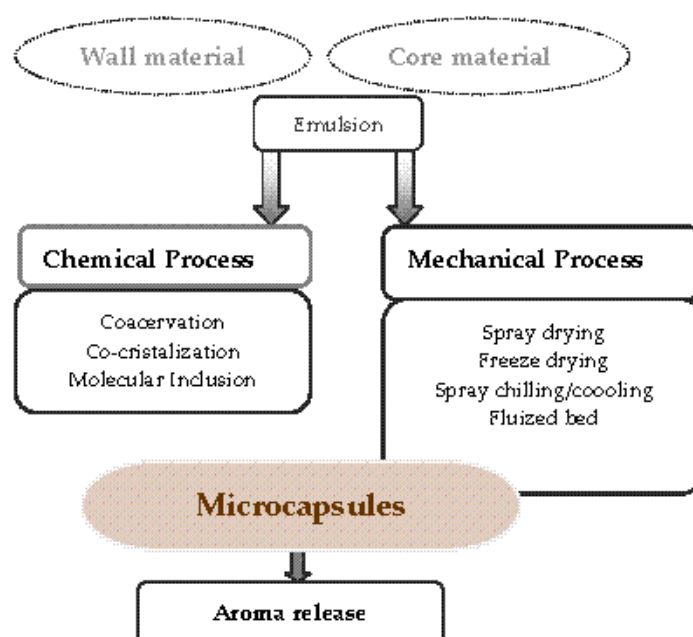 Wall material
Core material
Emulsion
Chemical Process
Coacervation
Co-cristalization
Molecular Inclusion
Mechanical Process
Spray drying
Freeze drying
Spray chilling/coooling
Fluized bed
Microcapsules
Aroma release